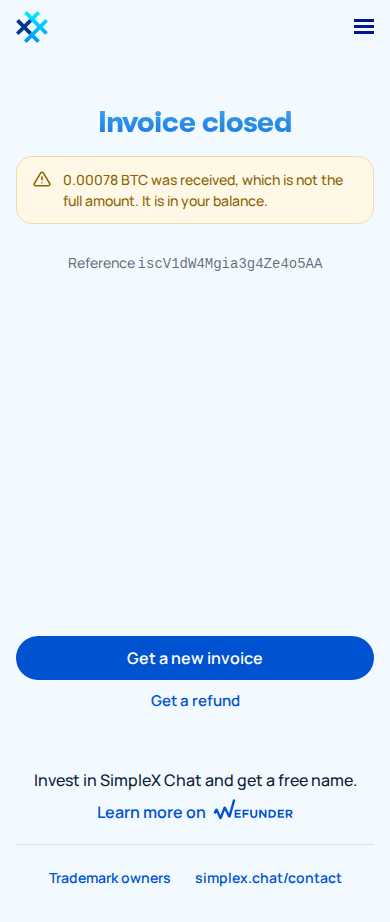 Invoice closed
0.00078 BTC was received, which is not the
full amount. It is in your balance.
Reference iscV1dW4Mgia3g4Ze4o5AA
Get a new invoice
Get a refund
Invest in SimpleX Chat and get a free name.
Learn more on WEFUNDER
Trademark owners simplex.chat/contact